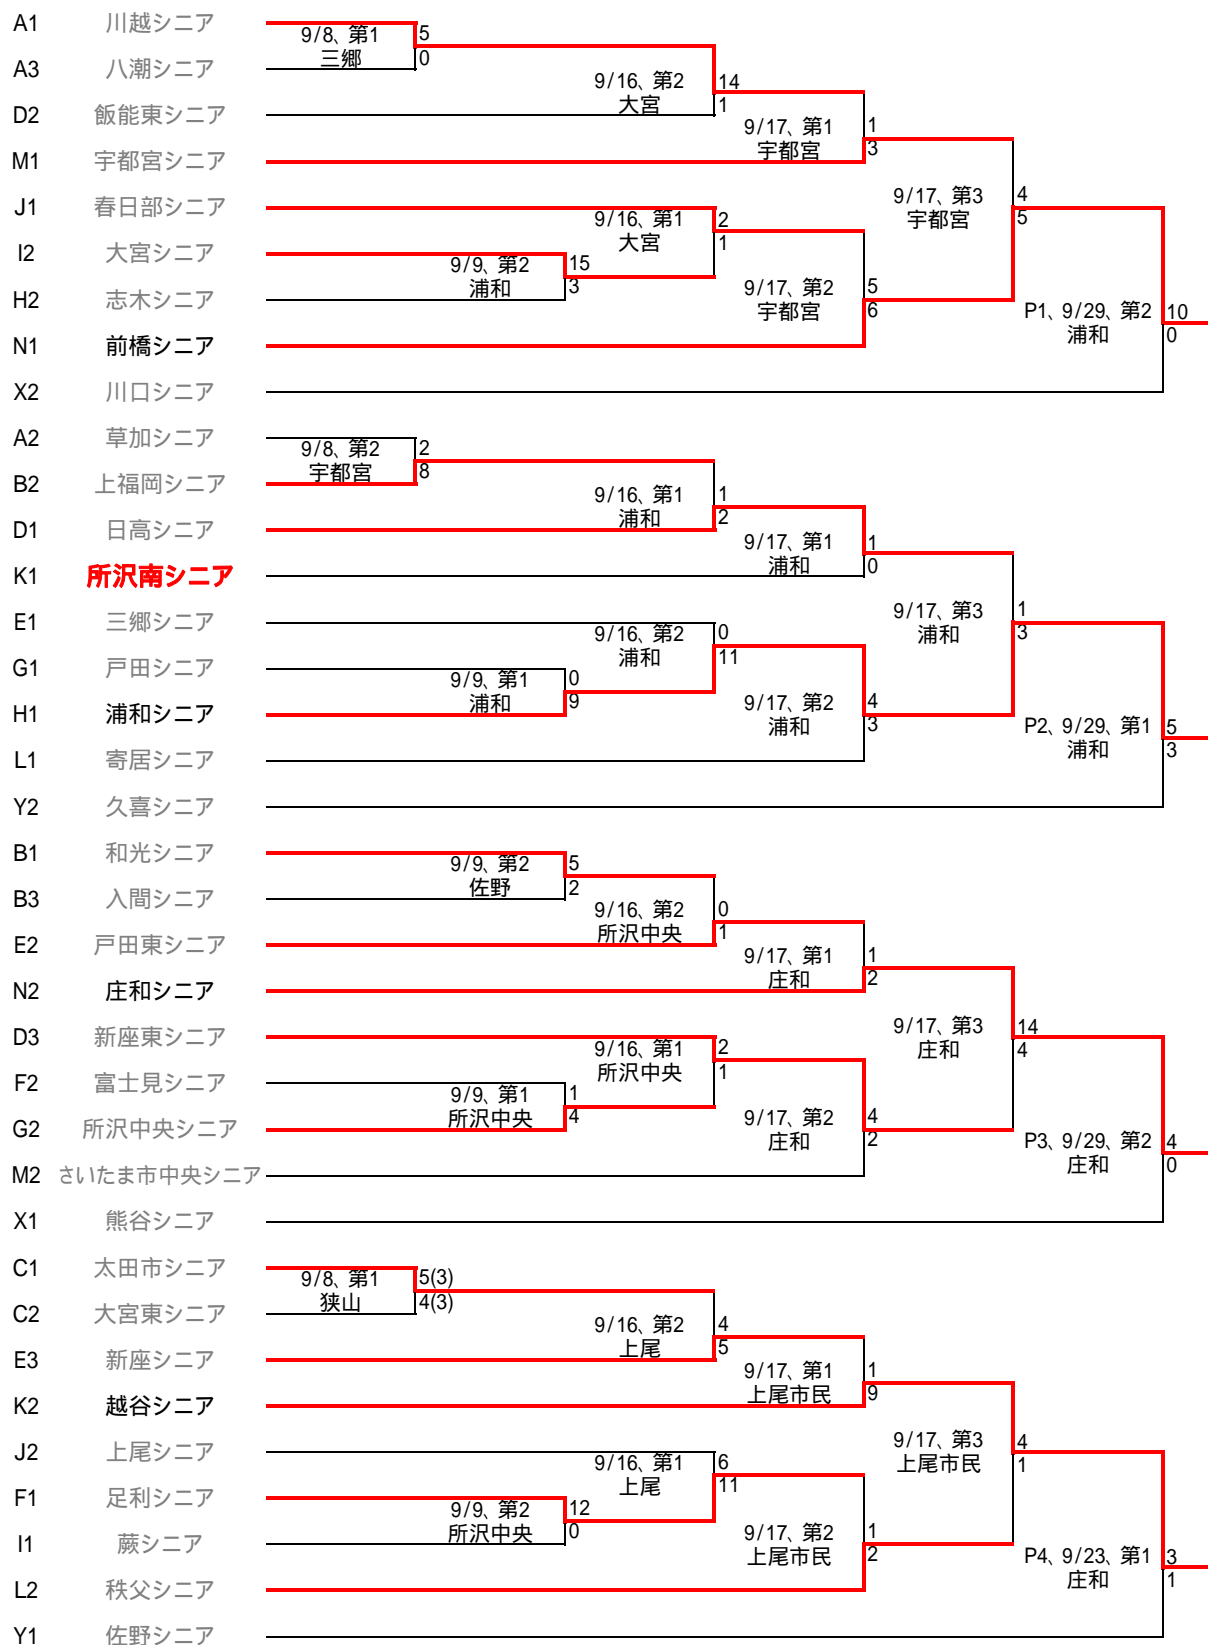 A1 川越シニア
9/8、第1 5
三郷 0
A3 八潮シニア
9/16、第2 14
大宮 1
D2 飯能東シニア
9/17、第1 1
宇都宮 3
M1 宇都宮シニア
9/17、第3 4
宇都宮 5
J1 春日部シニア
9/16、第1 2
大宮 1
I2 大宮シニア
9/9、第2 15
浦和 3
H2 志木シニア
9/17、第2 5
宇都宮 6
P1、9/29、第2 10
浦和 0
N1 前橋シニア
X2 川口シニア
A2 草加シニア
9/8、第2 2
宇都宮 8
B2 上福岡シニア
9/16、第1 1
浦和 2
D1 日高シニア
9/17、第1 1
浦和 0
K1 所沢南シニア
9/17、第3 1
浦和 3
E1 三郷シニア
9/16、第2 0
浦和 11
G1 戸田シニア
9/9、第1 0
浦和 9
H1 浦和シニア
9/17、第2 4
浦和 3
P2、9/29、第1 5
浦和 3
L1 寄居シニア
Y2 久喜シニア
B1 和光シニア
9/9、第2 5
佐野 2
B3 入間シニア
9/16、第2 0
所沢中央 1
E2 戸田東シニア
9/17、第1 1
庄和 2
N2 庄和シニア
9/17、第3 14
庄和 4
D3 新座東シニア
9/16、第1 2
所沢中央 1
F2 富士見シニア
9/9、第1 1
所沢中央 4
G2 所沢中央シニア
9/17、第2 4
庄和 2
P3、9/29、第2 4
庄和 0
M2 さいたま市中央シニア
X1 熊谷シニア
C1 太田市シニア
9/8、第1 5(3)
狭山 4(3)
C2 大宮東シニア
9/16、第2 4
上尾 5
E3 新座シニア
9/17、第1 1
上尾市民 9
K2 越谷シニア
9/17、第3 4
上尾市民 1
J2 上尾シニア
9/16、第1 6
上尾 11
F1 足利シニア
9/9、第2 12
所沢中央 0
I1 蕨シニア
9/17、第2 1
上尾市民 2
P4、9/23、第1 3
庄和 1
L2 秩父シニア
Y1 佐野シニア